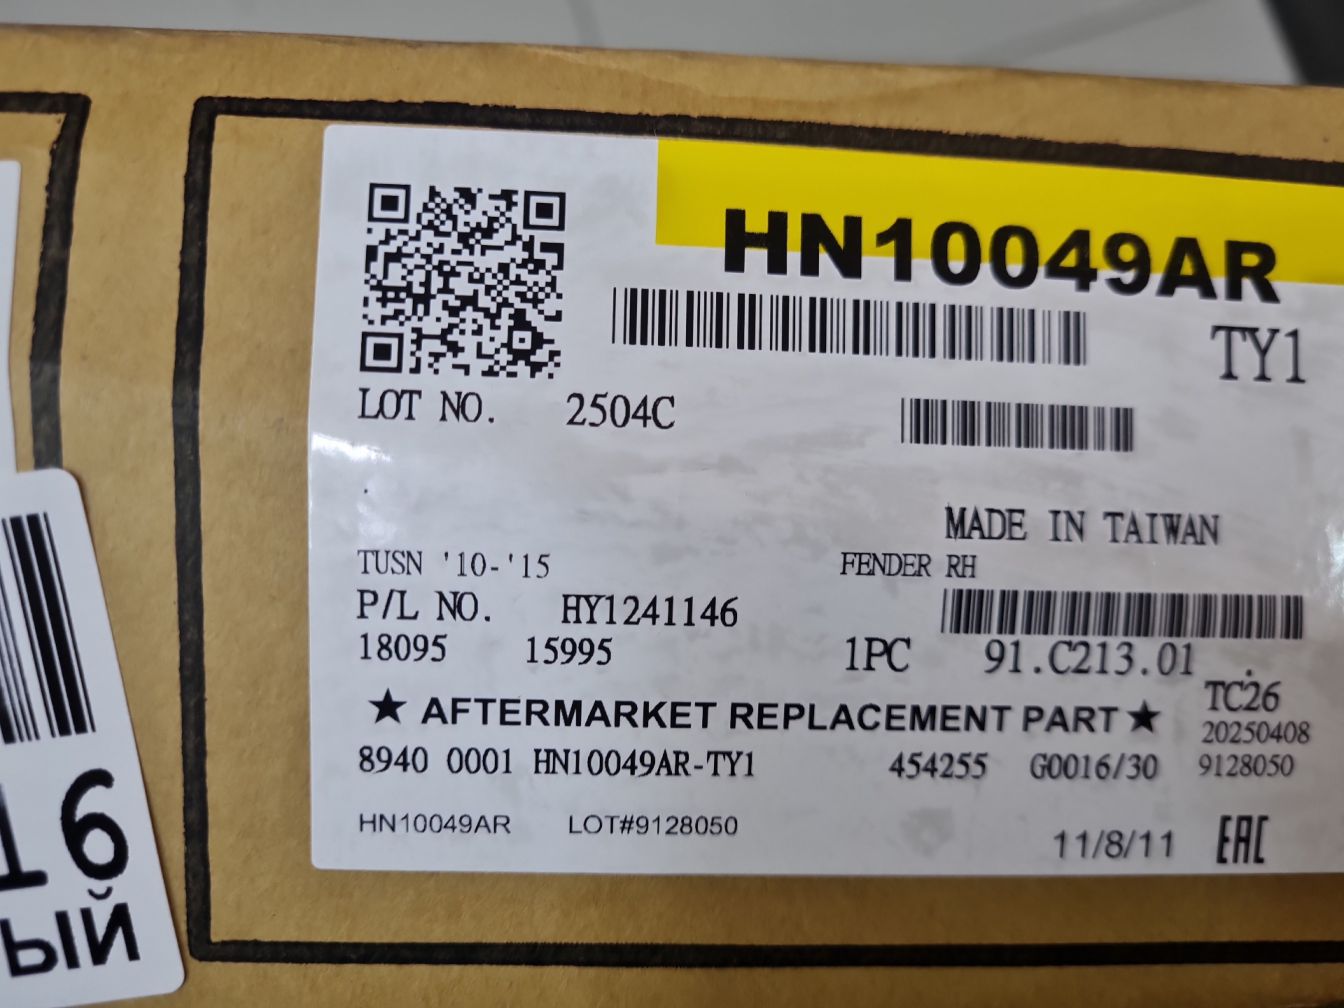 HN10049AR
TY1
LOT NO. 2504C
MADE IN TAIWAN
TUSN '10-'15 FENDER RH
P/L NO. HY1241146
18095 15995 1PC 91.C213.01
TC26
★ AFTERMARKET REPLACEMENT PART ★
20250408
8940 0001 HN10049AR-TY1 454255 G0016/30 9128050
HN10049AR LOT#9128050
11/8/11 EAC
16
ЫЙ